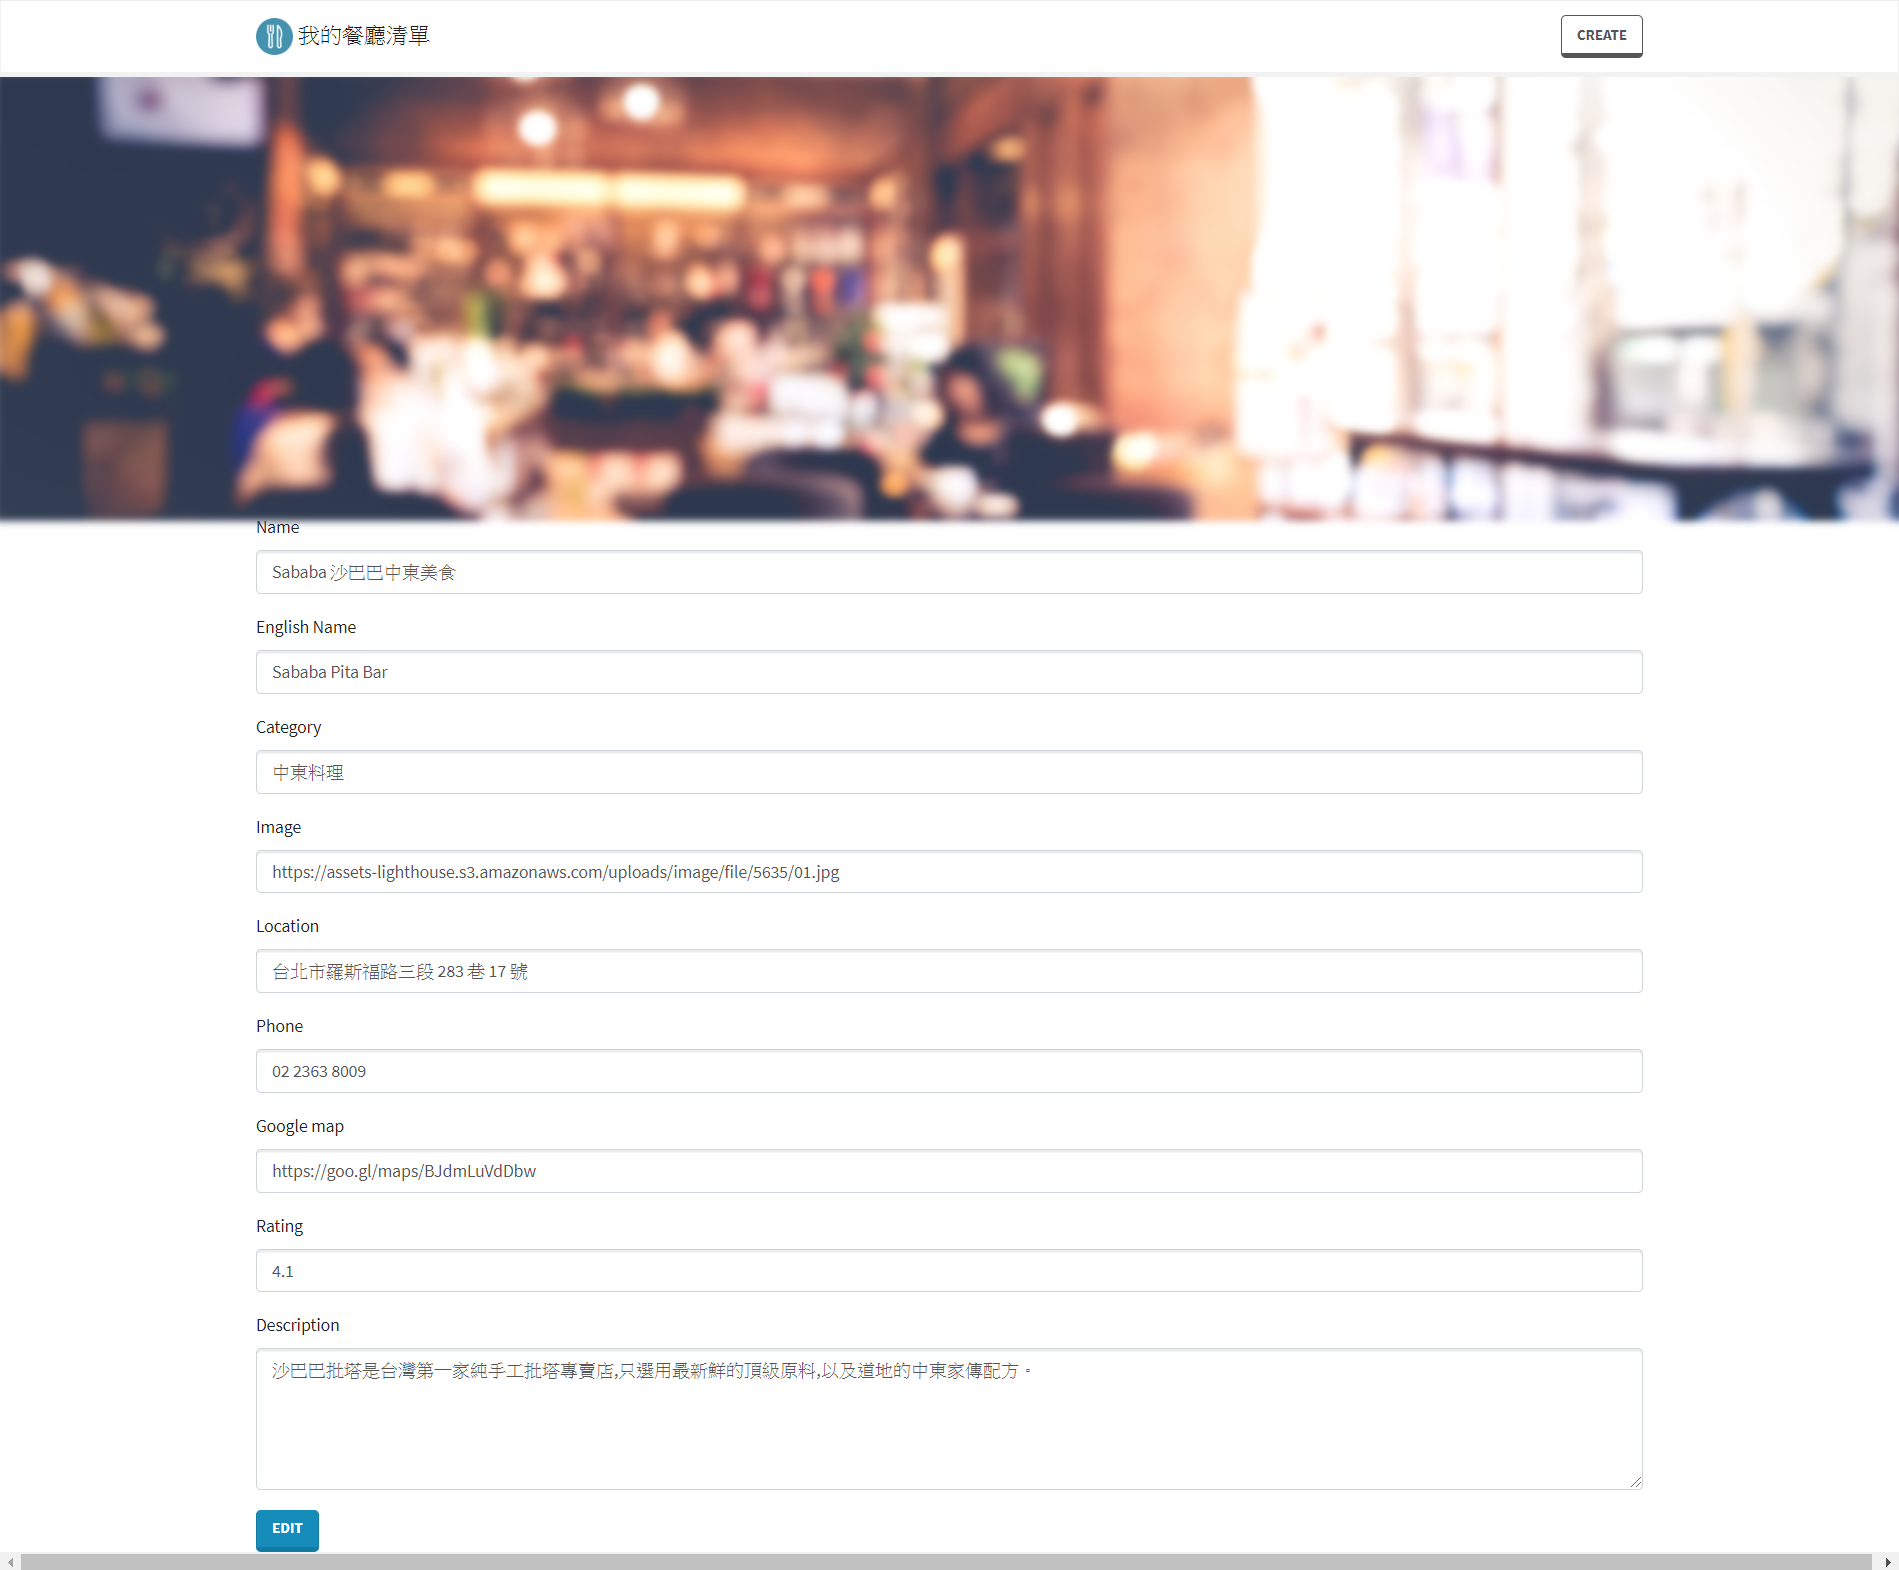 我的餐廳清單
CREATE
Name
Sababa 沙巴巴中東美食
English Name
Sababa Pita Bar
Category
中東料理
Image
https://assets-lighthouse.s3.amazonaws.com/uploads/image/file/5635/01.jpg
Location
台北市羅斯福路三段 283 巷 17 號
Phone
02 2363 8009
Google map
https://goo.gl/maps/BJdmLuVdDbw
Rating
4.1
Description
沙巴巴批塔是台灣第一家純手工批塔專賣店,只選用最新鮮的頂級原料,以及道地的中東家傳配方。
EDIT